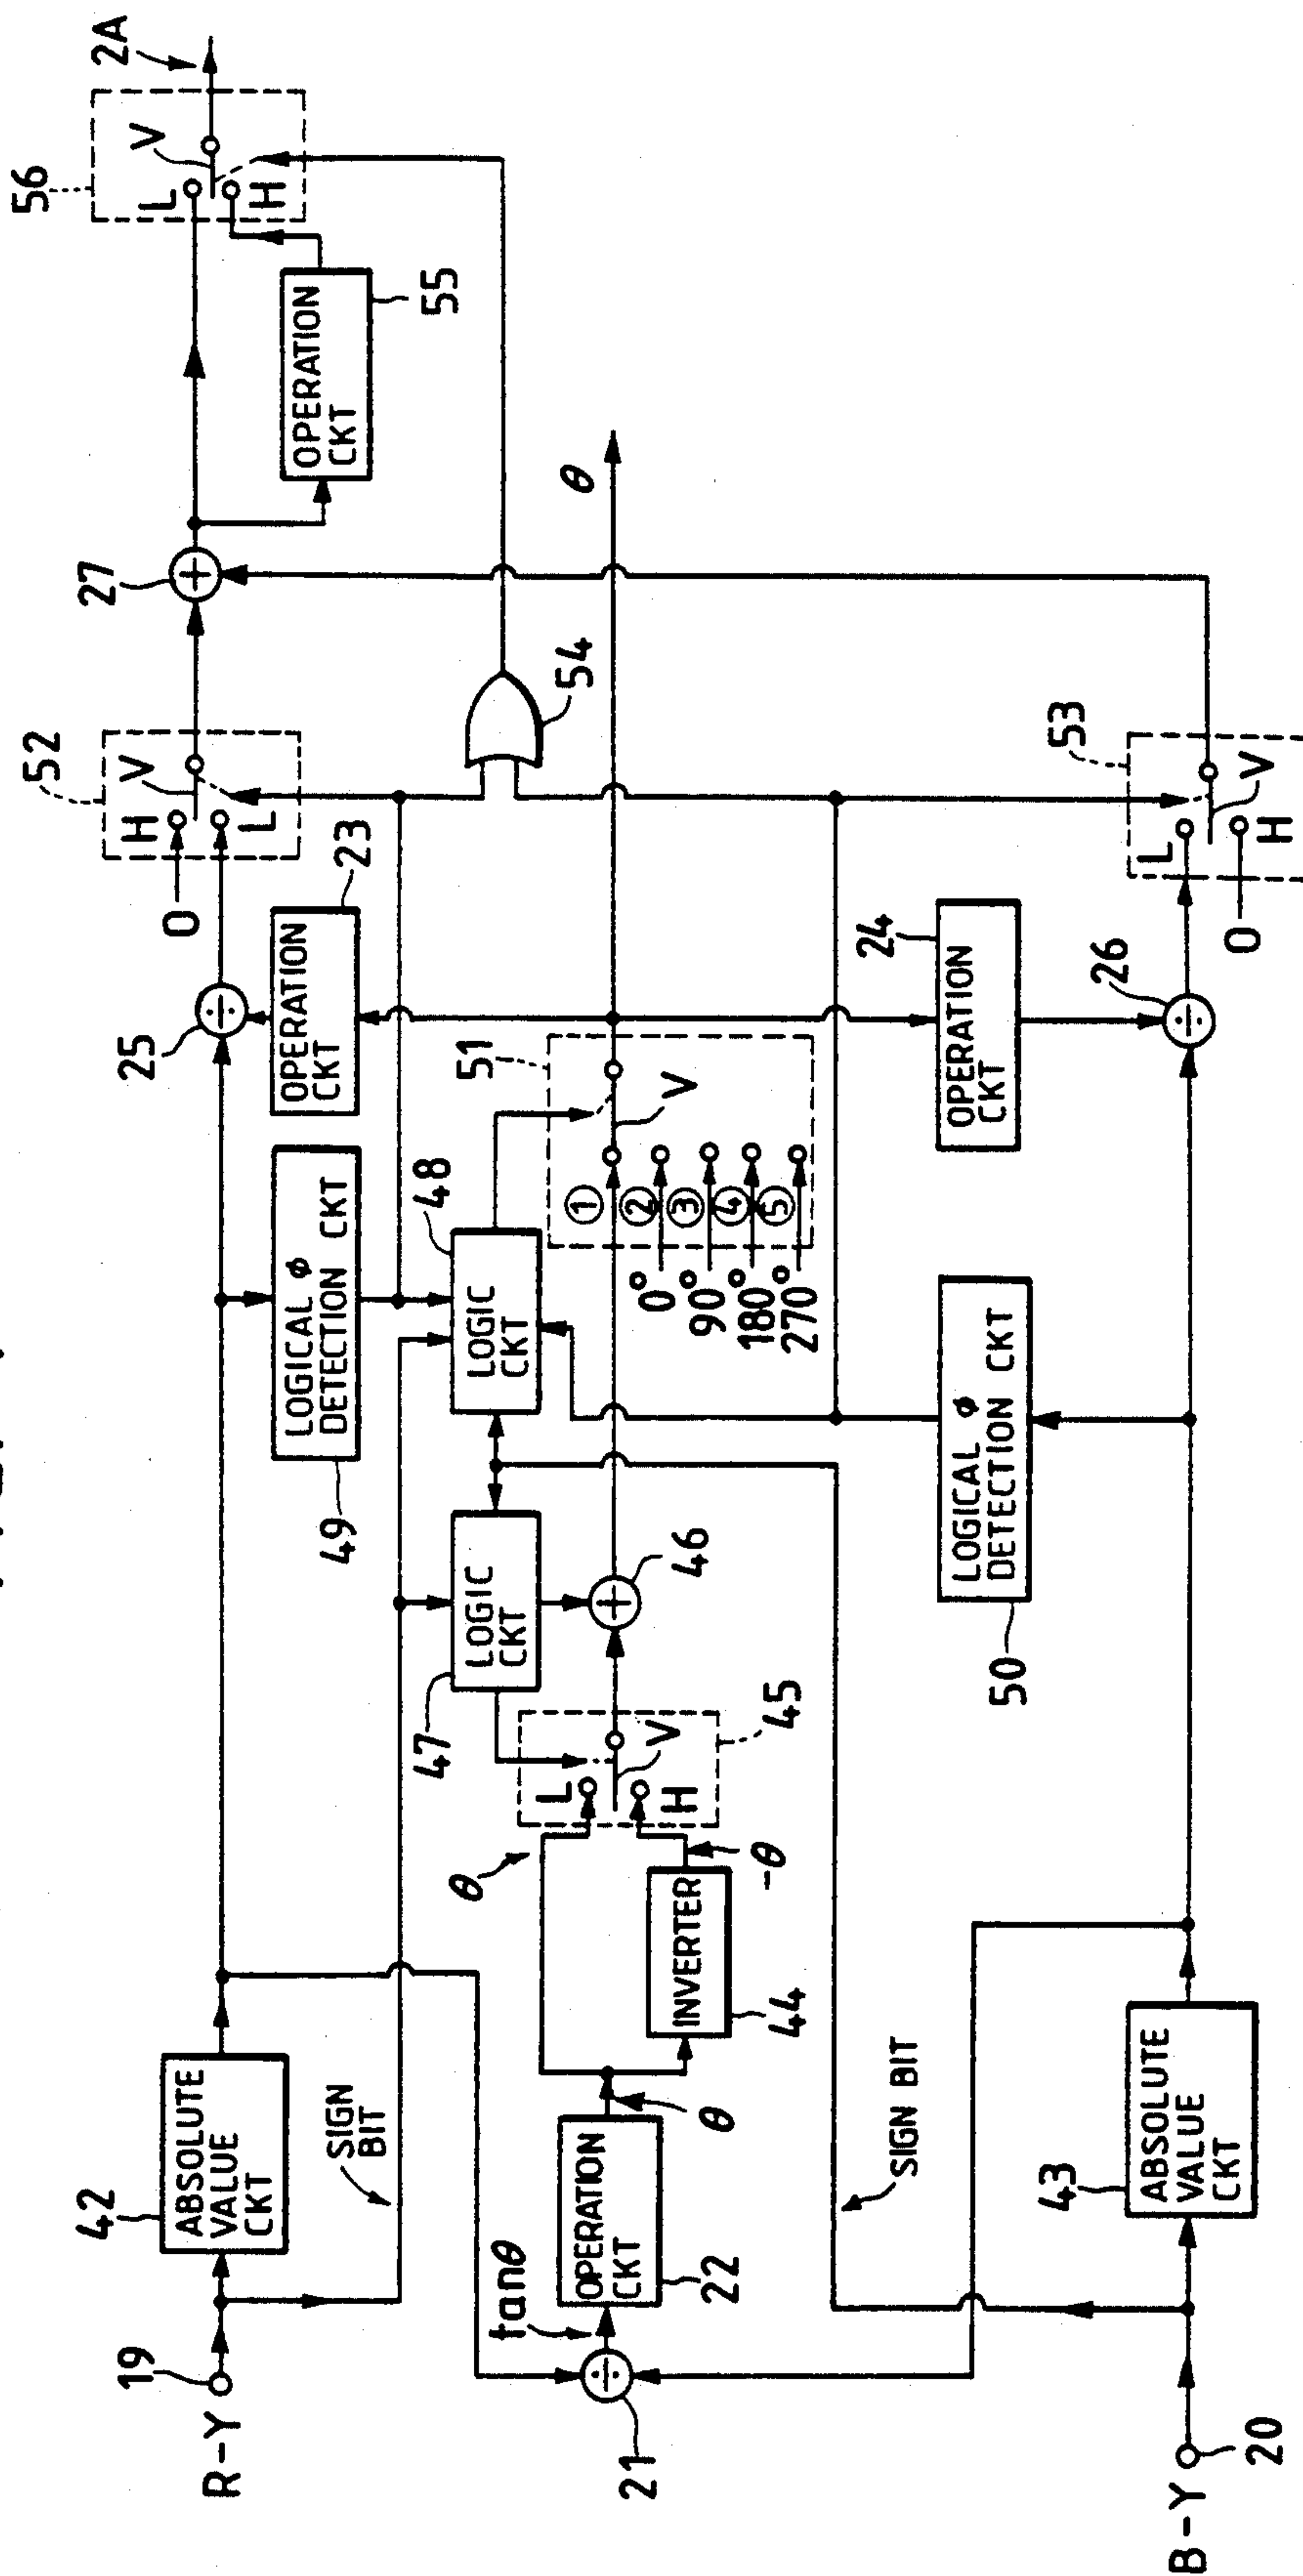 R-Y
19
42
ABSOLUTE
VALUE
CKT
SIGN
BIT
49
LOGICAL φ
DETECTION CKT
25
OPERATION
CKT
23
0
H
L
V
52
27
OPERATION
CKT
55
56
L
H
V
2A
tanθ
21
OPERATION
CKT
22
θ
θ
INVERTER
44
-θ
L
H
V
45
47
LOGIC
CKT
46
LOGIC
CKT
48
51
①
②
③
④
⑤
0°
90°
180°
270°
V
54
θ
SIGN BIT
B-Y
20
43
ABSOLUTE
VALUE
CKT
50
LOGICAL φ
DETECTION CKT
24
OPERATION
CKT
26
0
L
H
V
53